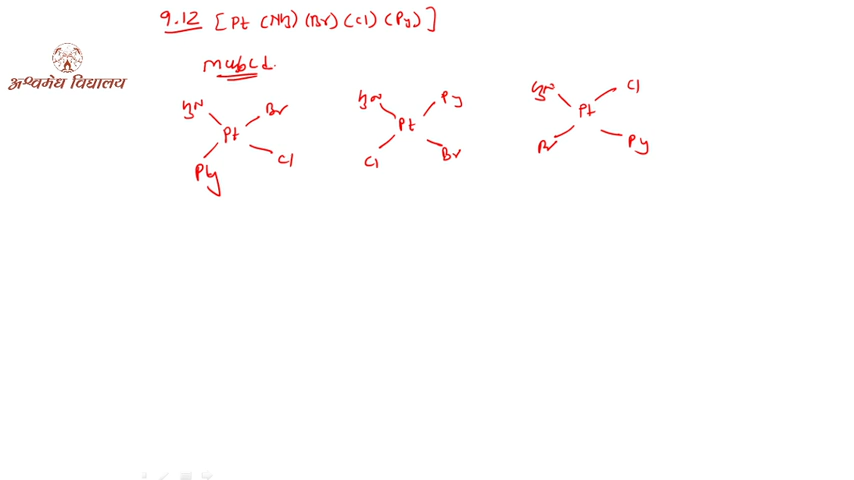 9.12 [Pt (NH3) (Br) (Cl) (Py)]
अश्वमेध विद्यालय
Mabcd.
H3N Br
Pt
Py Cl
H3N Py
Pt
Cl Br
H3N Cl
Pt
Br Py